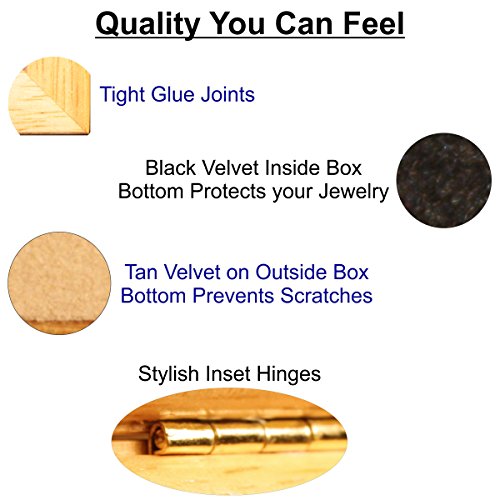 Quality You Can Feel
Tight Glue Joints
Black Velvet Inside Box
Bottom Protects your Jewelry
Tan Velvet on Outside Box
Bottom Prevents Scratches
Stylish Inset Hinges